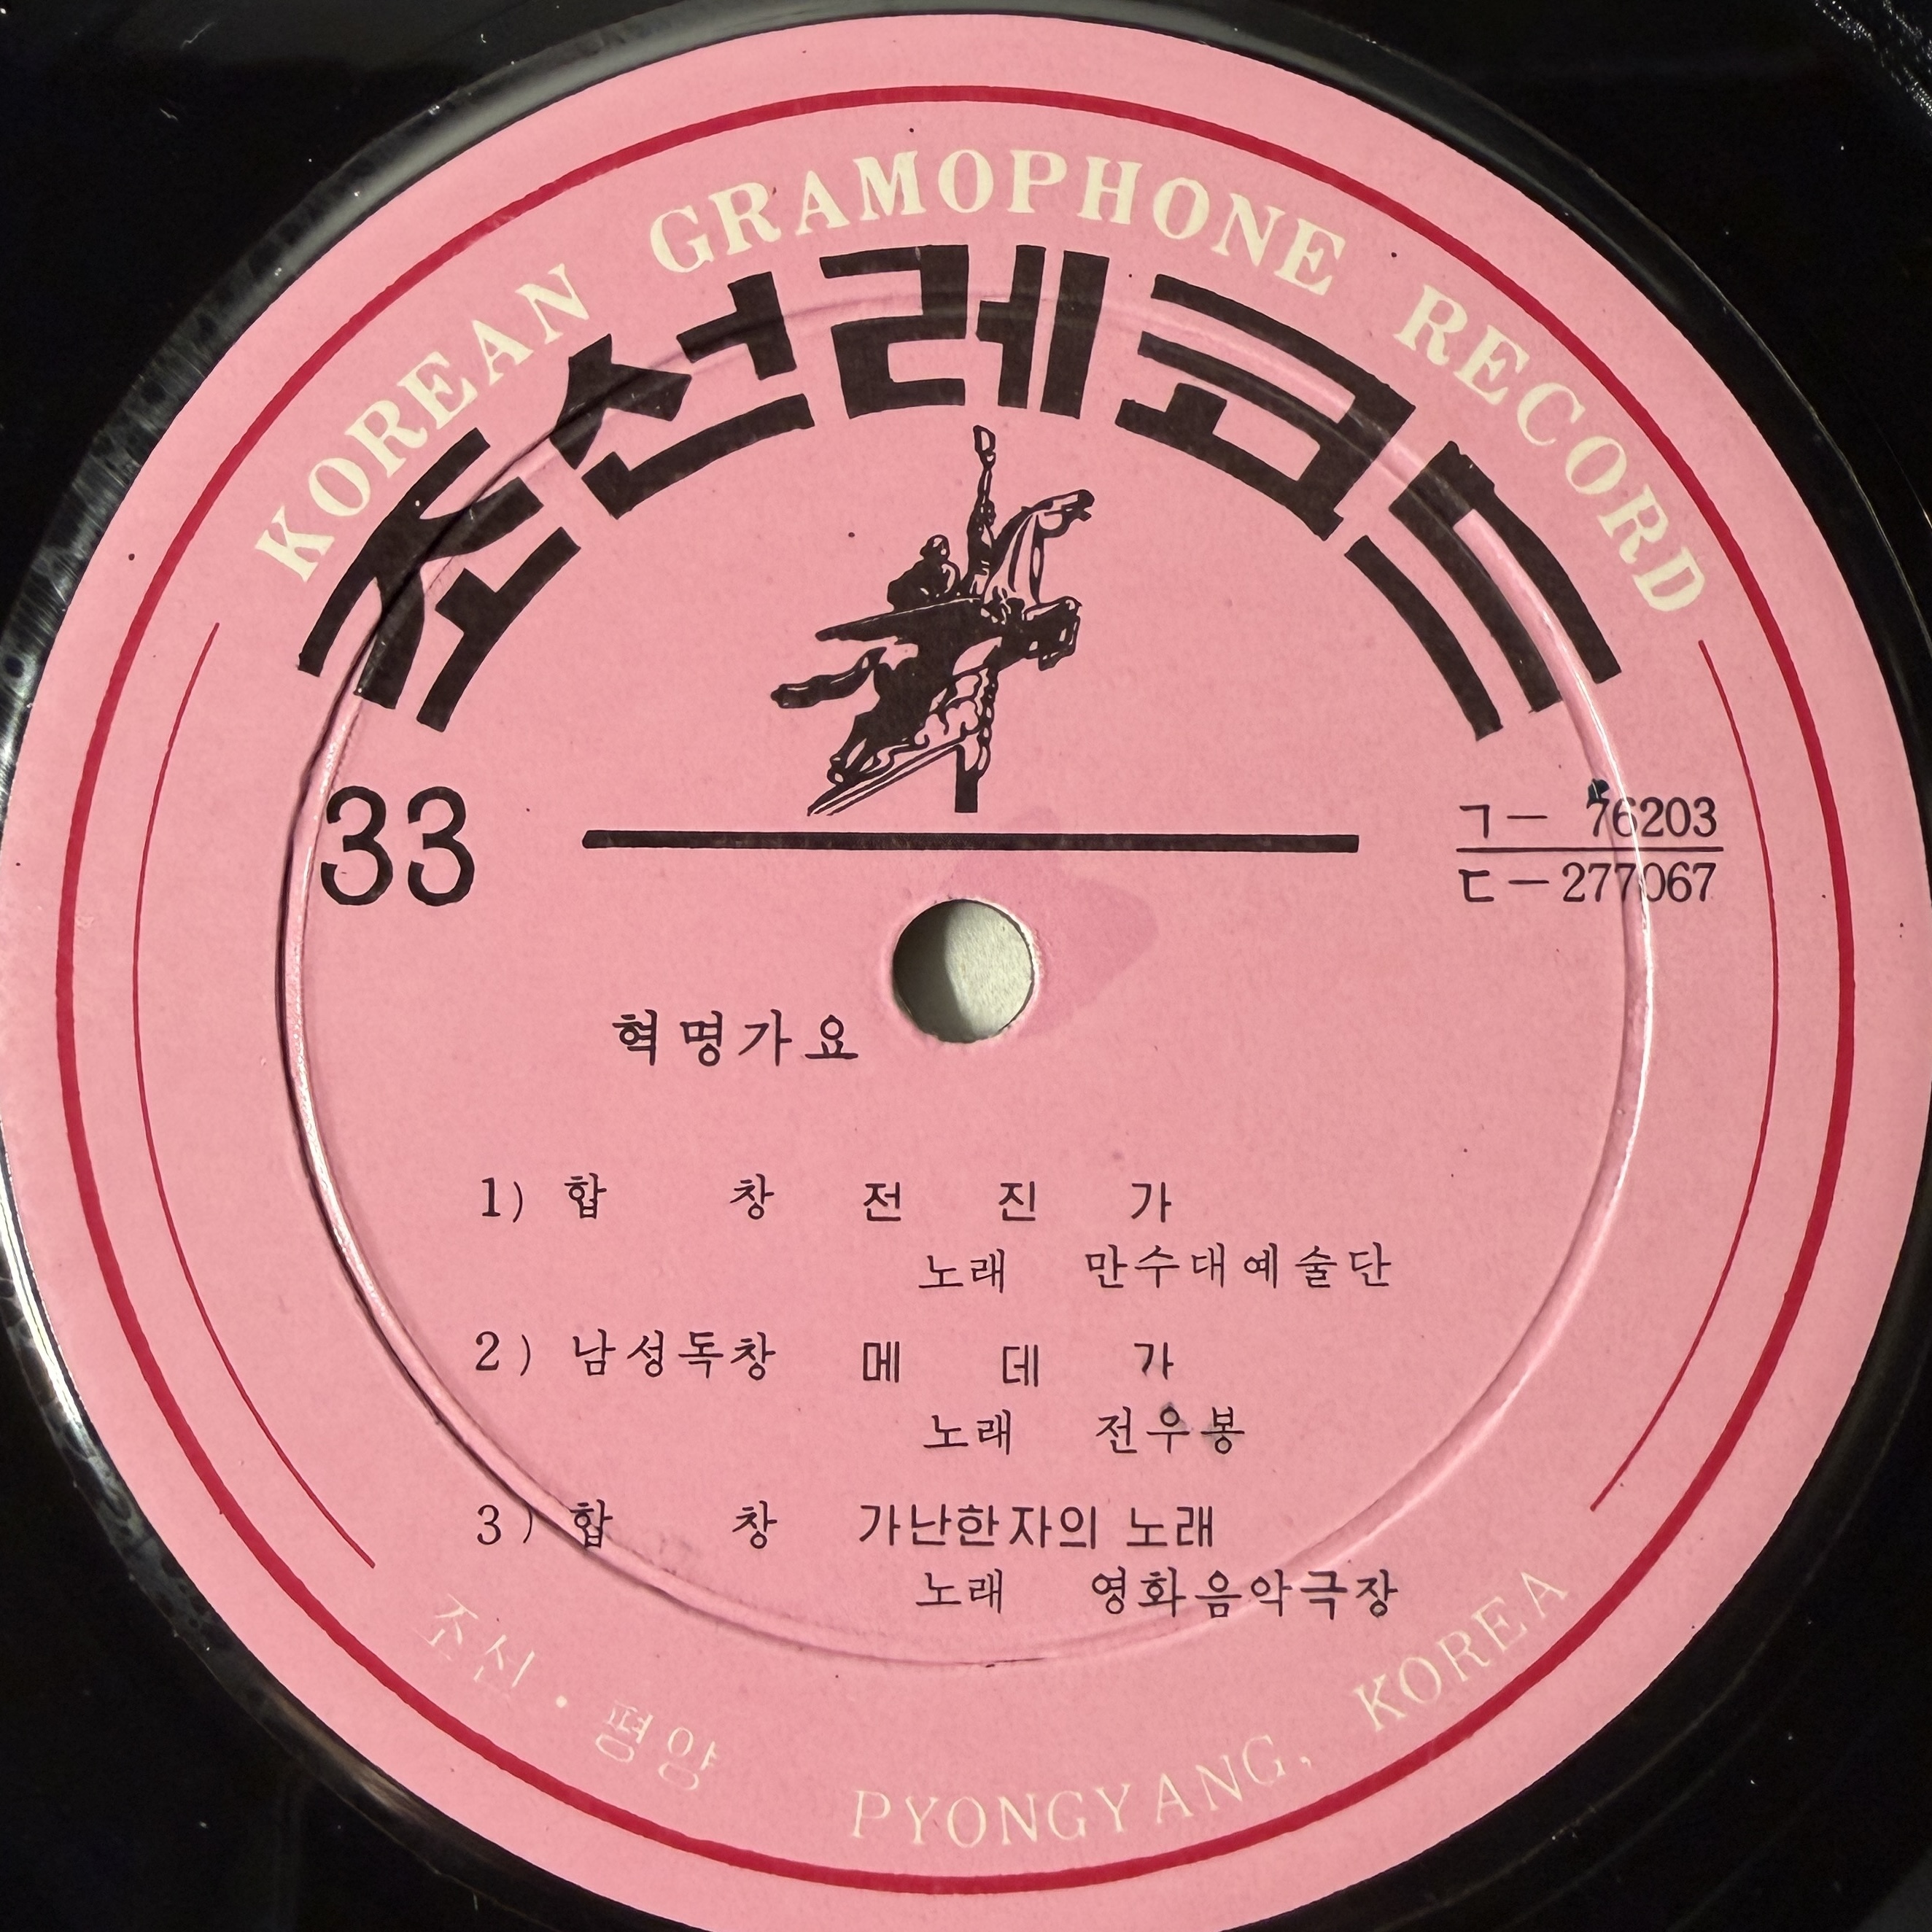 KOREAN GRAMOPHONE RECORD
조선레코드
33
ㄱ— 76203
ㄷ—277067
혁명가요
1) 합 창 전 진 가
노래 만수대예술단
2) 남성독창 메 데 가
노래 전우봉
3) 합 창 가난한자의 노래
노래 영화음악극장
조선·평양 PYONGYANG, KOREA